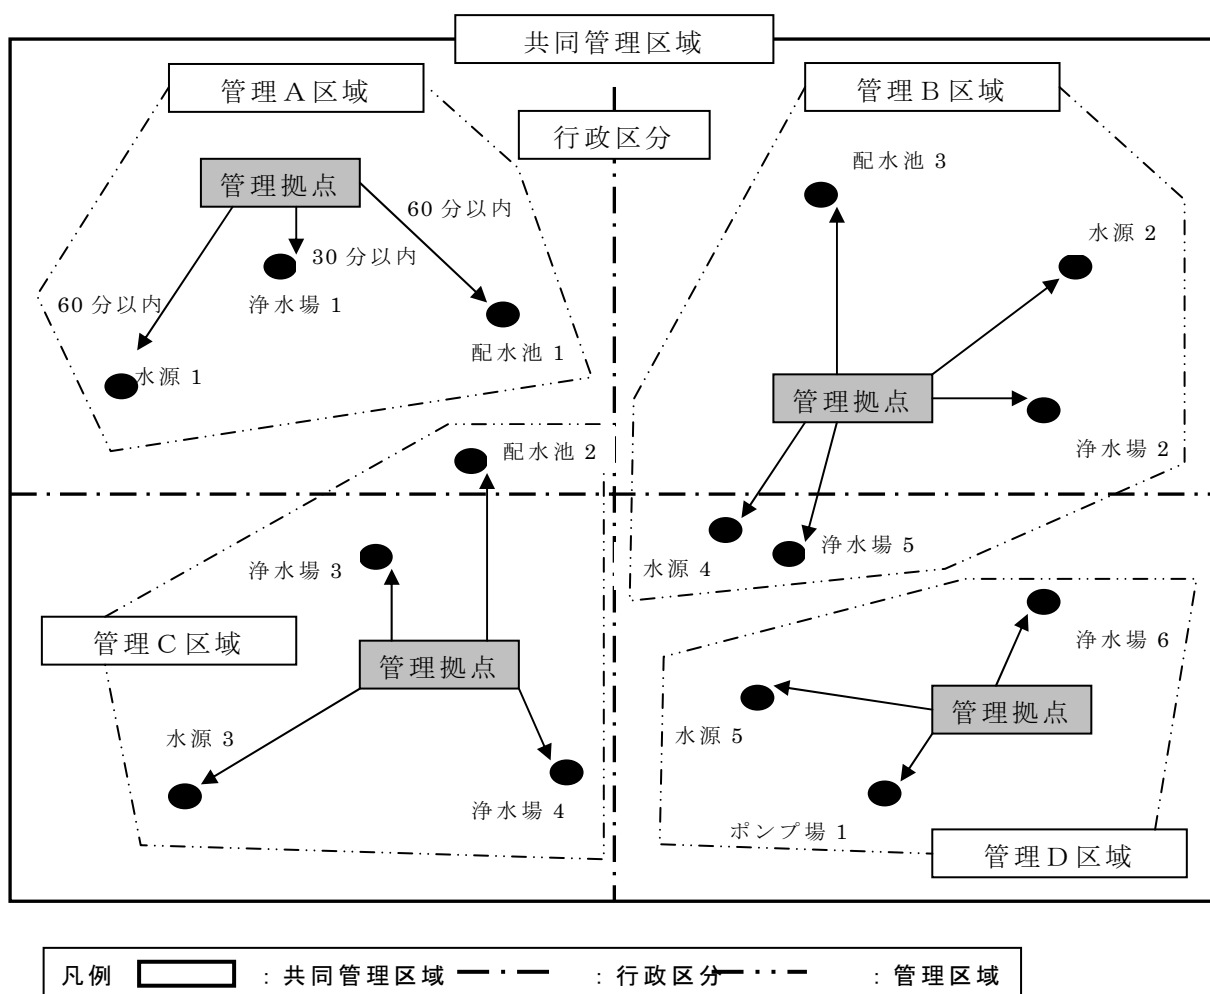 共同管理区域
管理A区域
管理B区域
行政区分
配水池 3
管理拠点
60 分以内
水源 2
30 分以内
60 分以内
浄水場 1
配水池 1
水源 1
管理拠点
浄水場 2
配水池 2
浄水場 5
水源 4
浄水場 3
管理C区域
管理拠点
浄水場 6
管理拠点
水源 3
水源 5
浄水場 4
ポンプ場 1
管理D区域
凡例 : 共同管理区域 : 行政区分 : 管理区域